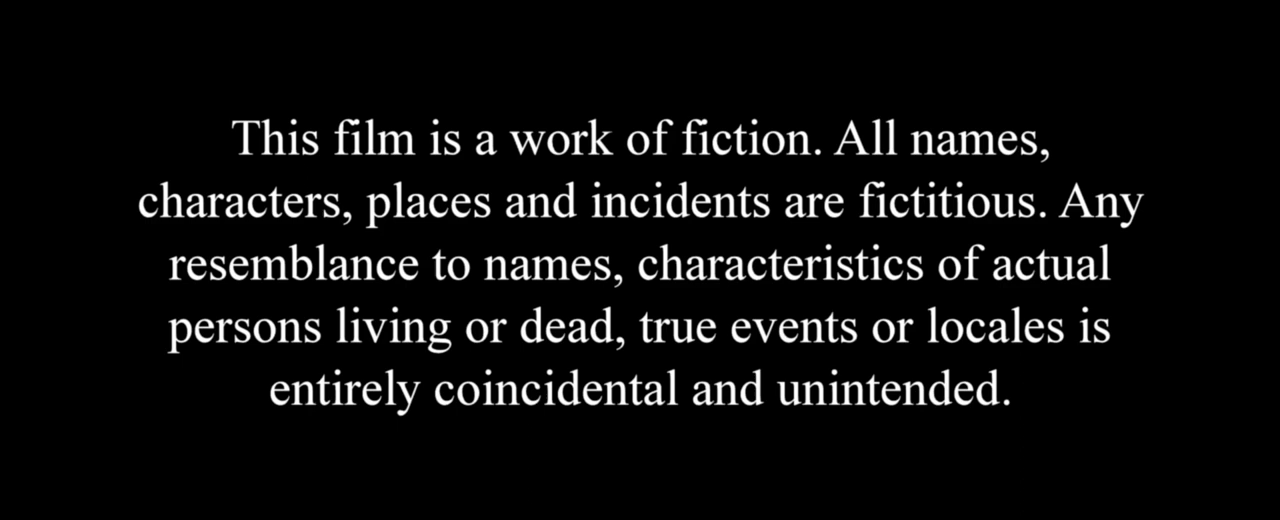 This film is a work of fiction. All names,
characters, places and incidents are fictitious. Any
resemblance to names, characteristics of actual
persons living or dead, true events or locales is
entirely coincidental and unintended.